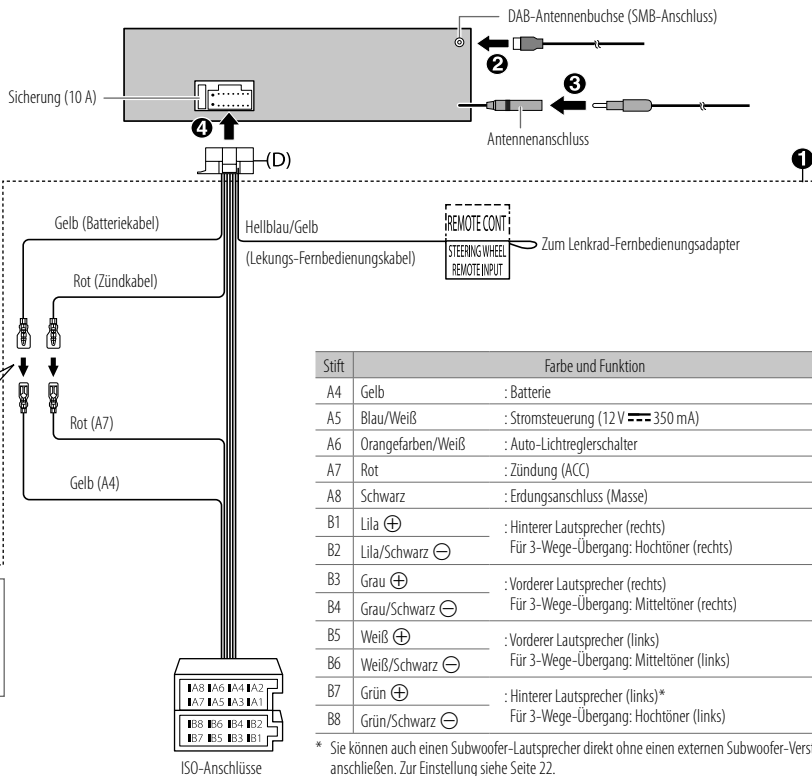 DAB-Antennenbuchse (SMB-Anschluss)
❷
Sicherung (10 A)
❸
❹
Antennenanschluss
(D)
❶
Gelb (Batteriekabel)
Hellblau/Gelb
(Lekungs-Fernbedienungskabel)
REMOTE CONT
STEERING WHEEL
REMOTE INPUT
Zum Lenkrad-Fernbedienungsadapter
Rot (Zündkabel)
Rot (A7)
Gelb (A4)
Stift Farbe und Funktion
A4 Gelb : Batterie
A5 Blau/Weiß : Stromsteuerung (12 V ⎓ 350 mA)
A6 Orangefarben/Weiß : Auto-Lichtreglerschalter
A7 Rot : Zündung (ACC)
A8 Schwarz : Erdungsanschluss (Masse)
B1 Lila ⊕ : Hinterer Lautsprecher (rechts)
B2 Lila/Schwarz ⊖ Für 3-Wege-Übergang: Hochtöner (rechts)
B3 Grau ⊕ : Vorderer Lautsprecher (rechts)
B4 Grau/Schwarz ⊖ Für 3-Wege-Übergang: Mitteltöner (rechts)
B5 Weiß ⊕ : Vorderer Lautsprecher (links)
B6 Weiß/Schwarz ⊖ Für 3-Wege-Übergang: Mitteltöner (links)
B7 Grün ⊕ : Hinterer Lautsprecher (links)*
B8 Grün/Schwarz ⊖ Für 3-Wege-Übergang: Hochtöner (links)
* Sie können auch einen Subwoofer-Lautsprecher direkt ohne einen externen Subwoofer-Vers
anschließen. Zur Einstellung siehe Seite 22.
A8 A6 A4 A2
A7 A5 A3 A1
B8 B6 B4 B2
B7 B5 B3 B1
ISO-Anschlüsse